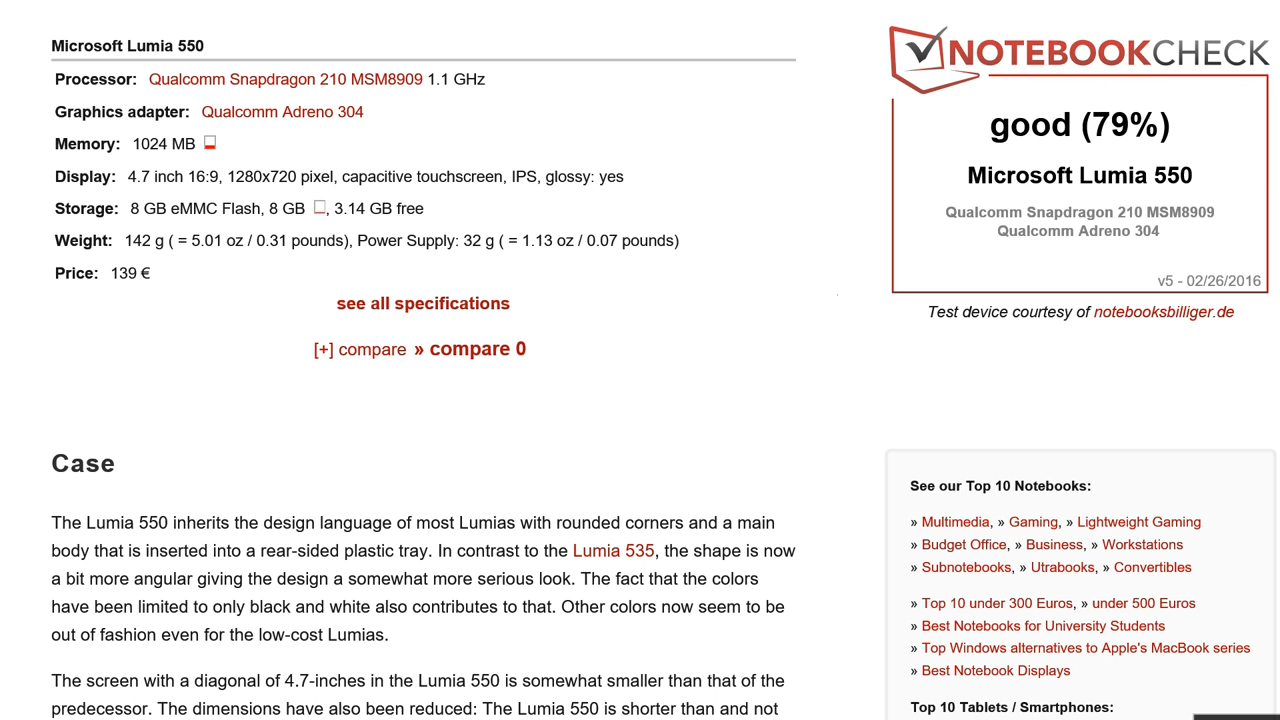 Microsoft Lumia 550
Processor: Qualcomm Snapdragon 210 MSM8909 1.1 GHz
Graphics adapter: Qualcomm Adreno 304
Memory: 1024 MB
Display: 4.7 inch 16:9, 1280x720 pixel, capacitive touchscreen, IPS, glossy: yes
Storage: 8 GB eMMC Flash, 8 GB , 3.14 GB free
Weight: 142 g ( = 5.01 oz / 0.31 pounds), Power Supply: 32 g ( = 1.13 oz / 0.07 pounds)
Price: 139 €
see all specifications
[+] compare » compare 0
NOTEBOOKCHECK
good (79%)
Microsoft Lumia 550
Qualcomm Snapdragon 210 MSM8909
Qualcomm Adreno 304
v5 - 02/26/2016
Test device courtesy of notebooksbilliger.de
Case
The Lumia 550 inherits the design language of most Lumias with rounded corners and a main
body that is inserted into a rear-sided plastic tray. In contrast to the Lumia 535, the shape is now
a bit more angular giving the design a somewhat more serious look. The fact that the colors
have been limited to only black and white also contributes to that. Other colors now seem to be
out of fashion even for the low-cost Lumias.
The screen with a diagonal of 4.7-inches in the Lumia 550 is somewhat smaller than that of the
predecessor. The dimensions have also been reduced: The Lumia 550 is shorter than and not
See our Top 10 Notebooks:
» Multimedia, » Gaming, » Lightweight Gaming
» Budget Office, » Business, » Workstations
» Subnotebooks, » Utrabooks, » Convertibles
» Top 10 under 300 Euros, » under 500 Euros
» Best Notebooks for University Students
» Top Windows alternatives to Apple's MacBook series
» Best Notebook Displays
Top 10 Tablets / Smartphones: